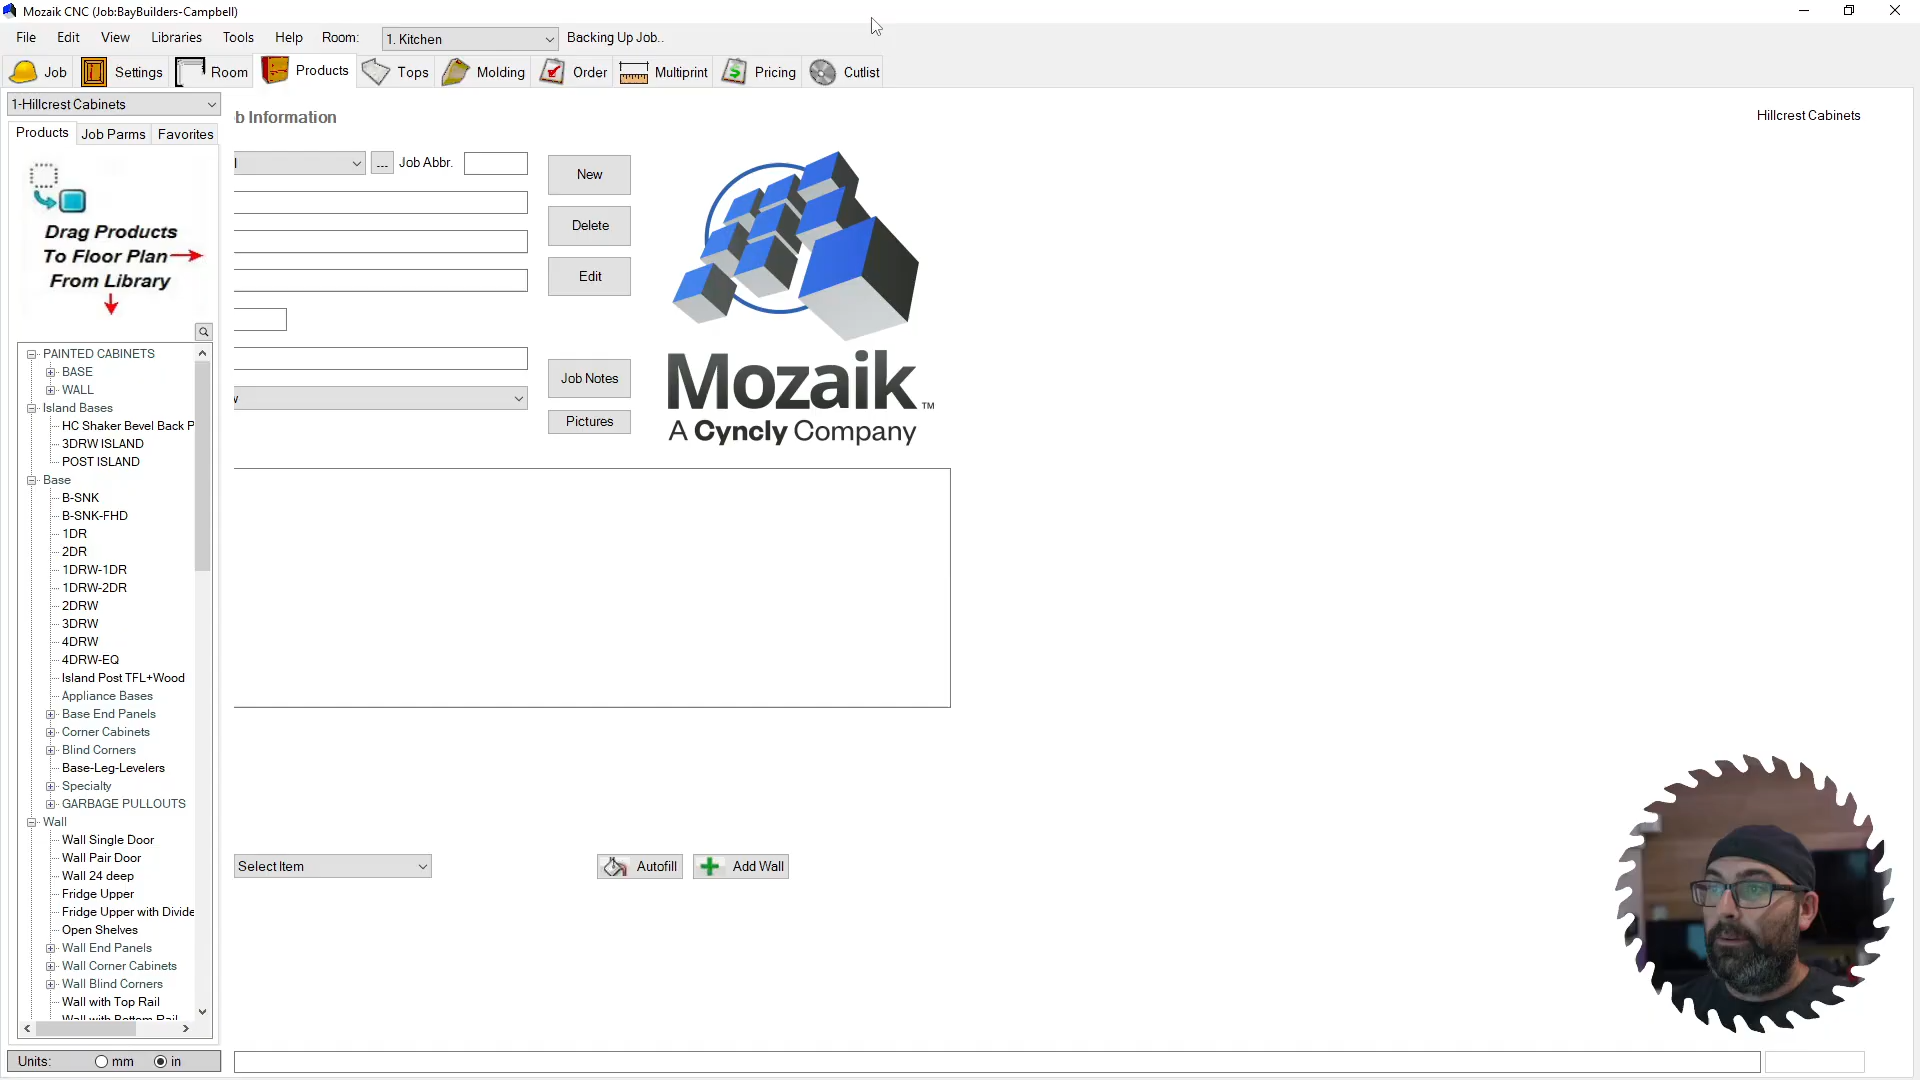 Mozaik CNC (Job:BayBuilders-Campbell)
File Edit View Libraries Tools Help Room: 1. Kitchen Backing Up Job..
Job Settings Room Products Tops Molding Order Multiprint Pricing Cutlist
1-Hillcrest Cabinets
Products Job Parms Favorites
Drag Products
To Floor Plan
From Library
PAINTED CABINETS
BASE
WALL
Island Bases
HC Shaker Bevel Back P
3DRW ISLAND
POST ISLAND
Base
B-SNK
B-SNK-FHD
1DR
2DR
1DRW-1DR
1DRW-2DR
2DRW
3DRW
4DRW
4DRW-EQ
Island Post TFL+Wood
Appliance Bases
Base End Panels
Corner Cabinets
Blind Corners
Base-Leg-Levelers
Specialty
GARBAGE PULLOUTS
Wall
Wall Single Door
Wall Pair Door
Wall 24 deep
Fridge Upper
Fridge Upper with Divide
Open Shelves
Wall End Panels
Wall Corner Cabinets
Wall Blind Corners
Wall with Top Rail
Wall with Bottom Rail
Units: mm in
b Information
Hillcrest Cabinets
... Job Abbr.
New
Delete
Edit
Job Notes
Pictures
Mozaik™
A Cyncly Company
Select Item Autofill Add Wall